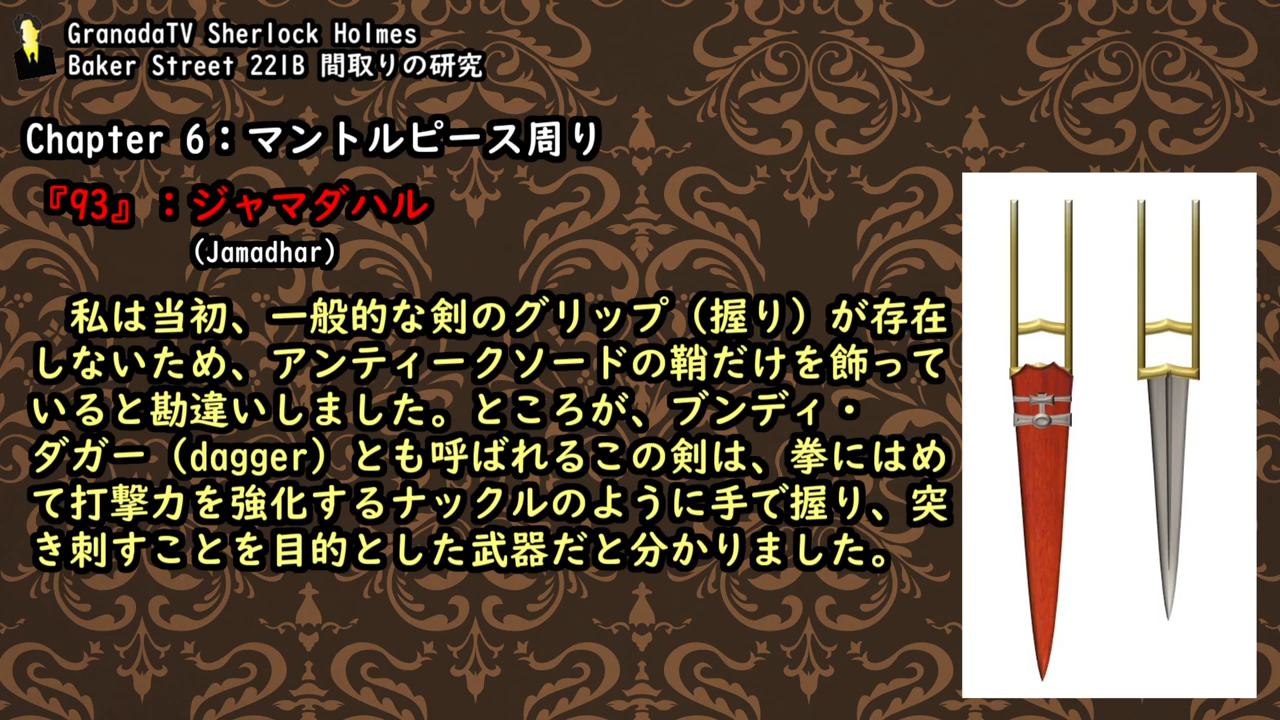 GranadaTV Sherlock Holmes
Baker Street 221B 間取りの研究
Chapter 6：マントルピース周り
『93』：ジャマダハル
(Jamadhar)
私は当初、一般的な剣のグリップ（握り）が存在
しないため、アンティークソードの鞘だけを飾って
いると勘違いしました。ところが、ブンディ・
ダガー（dagger）とも呼ばれるこの剣は、拳にはめ
て打撃力を強化するナックルのように手で握り、突
き刺すことを目的とした武器だと分かりました。